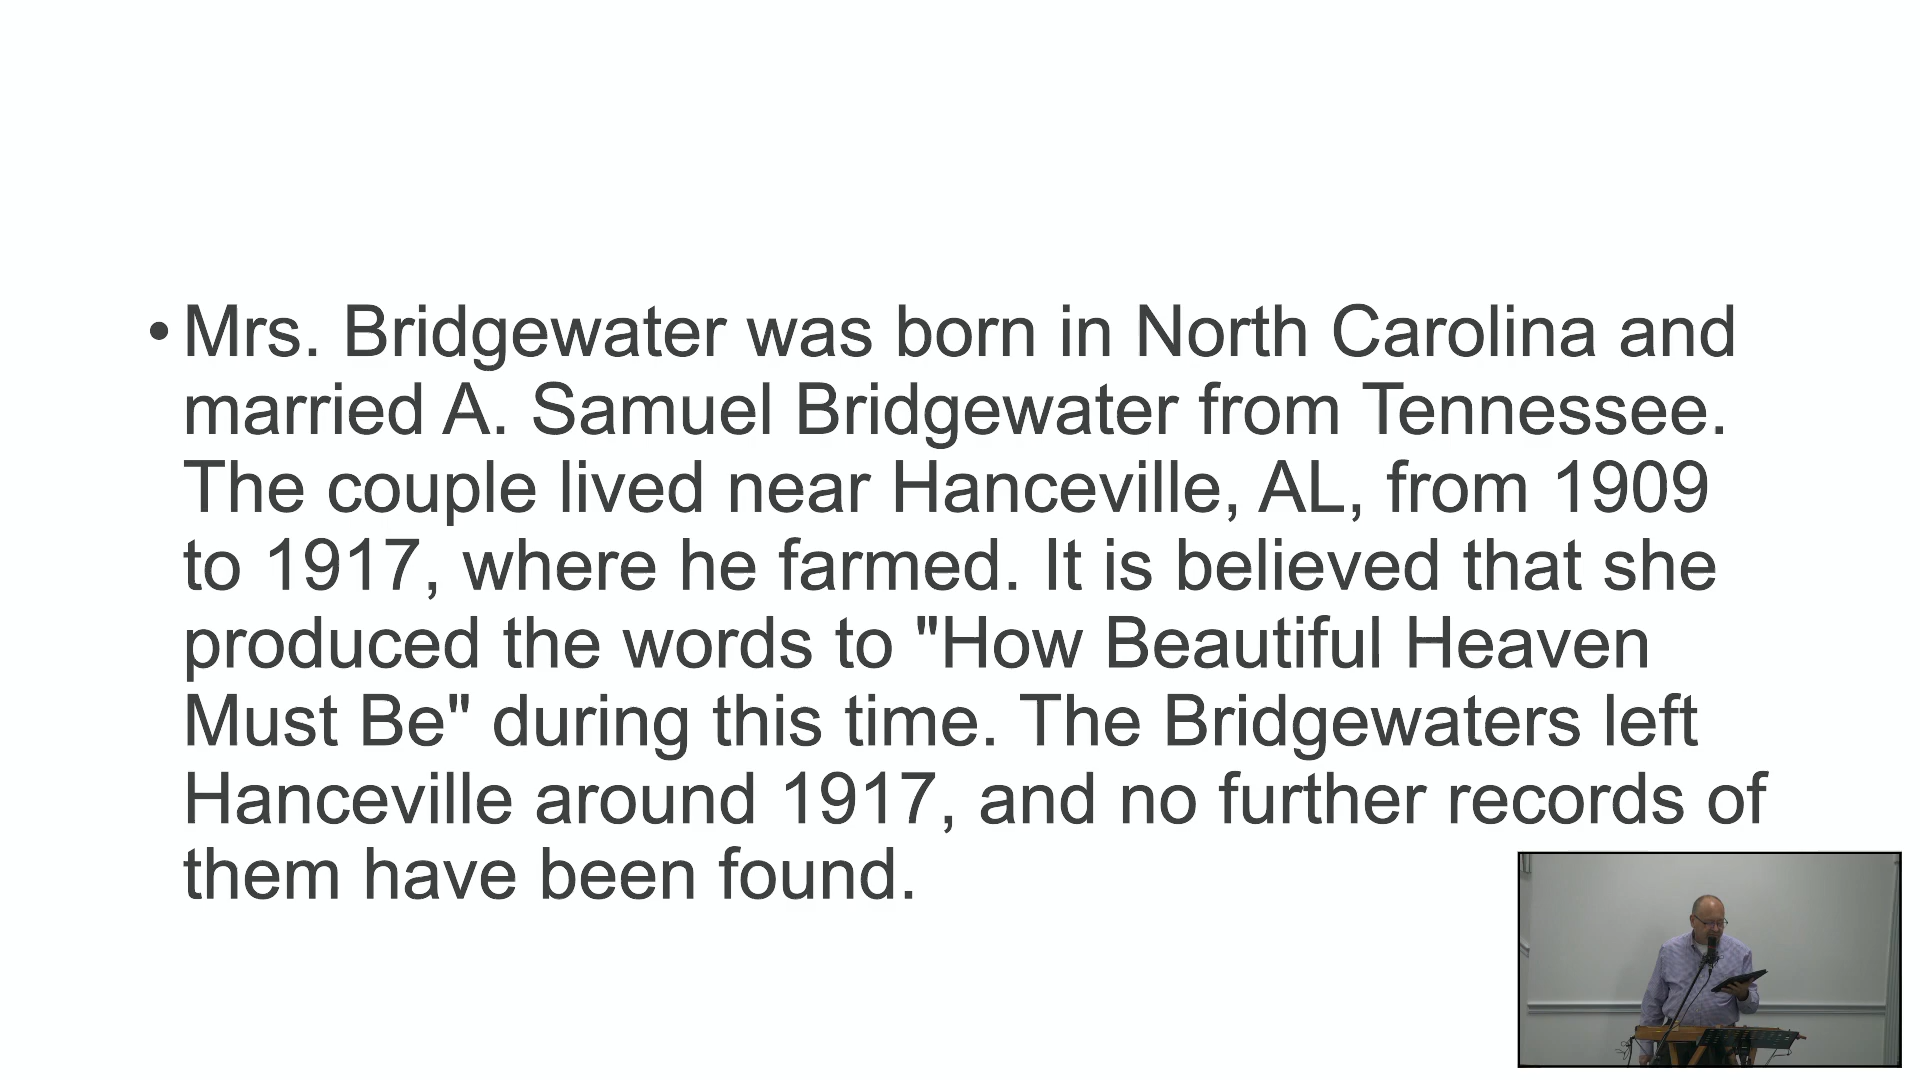 • Mrs. Bridgewater was born in North Carolina and
married A. Samuel Bridgewater from Tennessee.
The couple lived near Hanceville, AL, from 1909
to 1917, where he farmed. It is believed that she
produced the words to "How Beautiful Heaven
Must Be" during this time. The Bridgewaters left
Hanceville around 1917, and no further records of
them have been found.